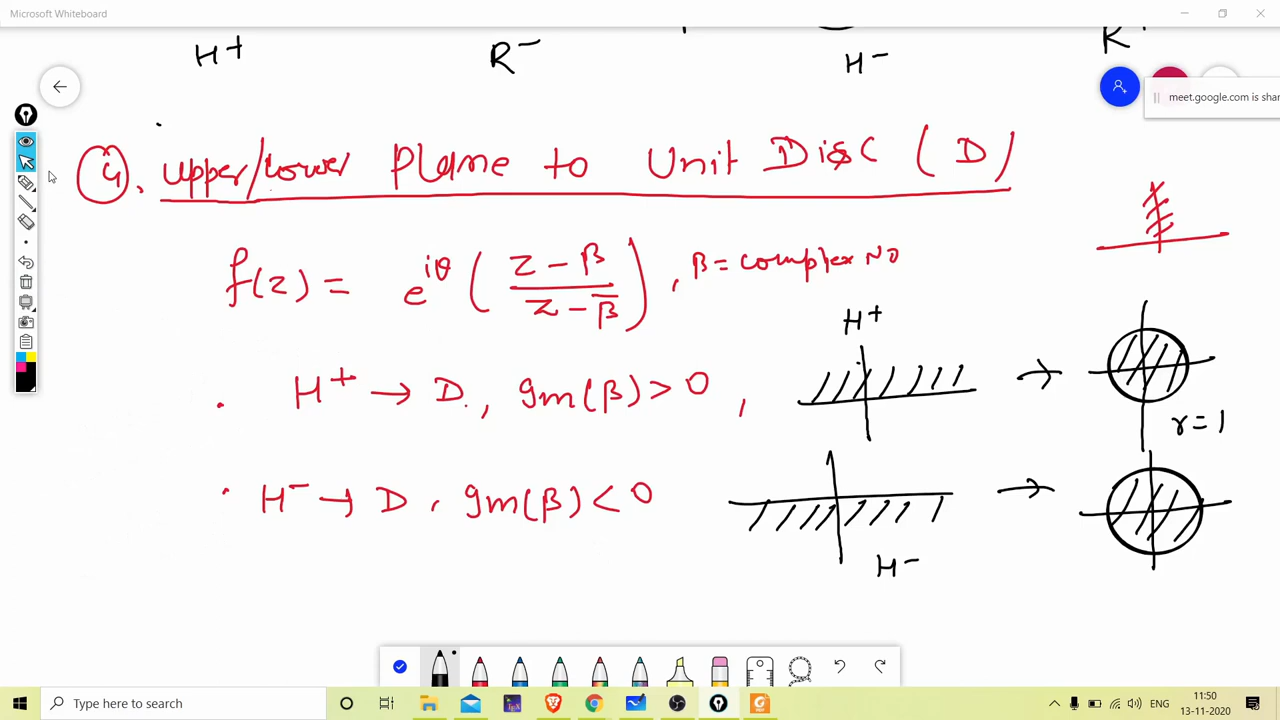 Microsoft Whiteboard
H+ R− H− R+
meet.google.com is shar
4. Upper/Lower Plane to Unit Disc (D)
f(z) = e^{iθ} ( z − β / z − β̄ ), β = complex No
H+
H+ → D, Im(β) > 0,
r = 1
H− → D, Im(β) < 0
H−
Type here to search
ENG
11:50
13-11-2020